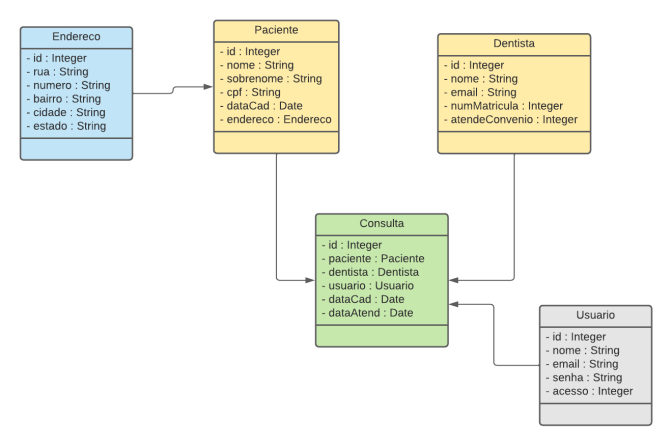 Endereco
- id : Integer
- rua : String
- numero : String
- bairro : String
- cidade : String
- estado : String
Paciente
- id : Integer
- nome : String
- sobrenome : String
- cpf : String
- dataCad : Date
- endereco : Endereco
Dentista
- id : Integer
- nome : String
- email : String
- numMatricula : Integer
- atendeConvenio : Integer
Consulta
- id : Integer
- paciente : Paciente
- dentista : Dentista
- usuario : Usuario
- dataCad : Date
- dataAtend : Date
Usuario
- id : Integer
- nome : String
- email : String
- senha : String
- acesso : Integer